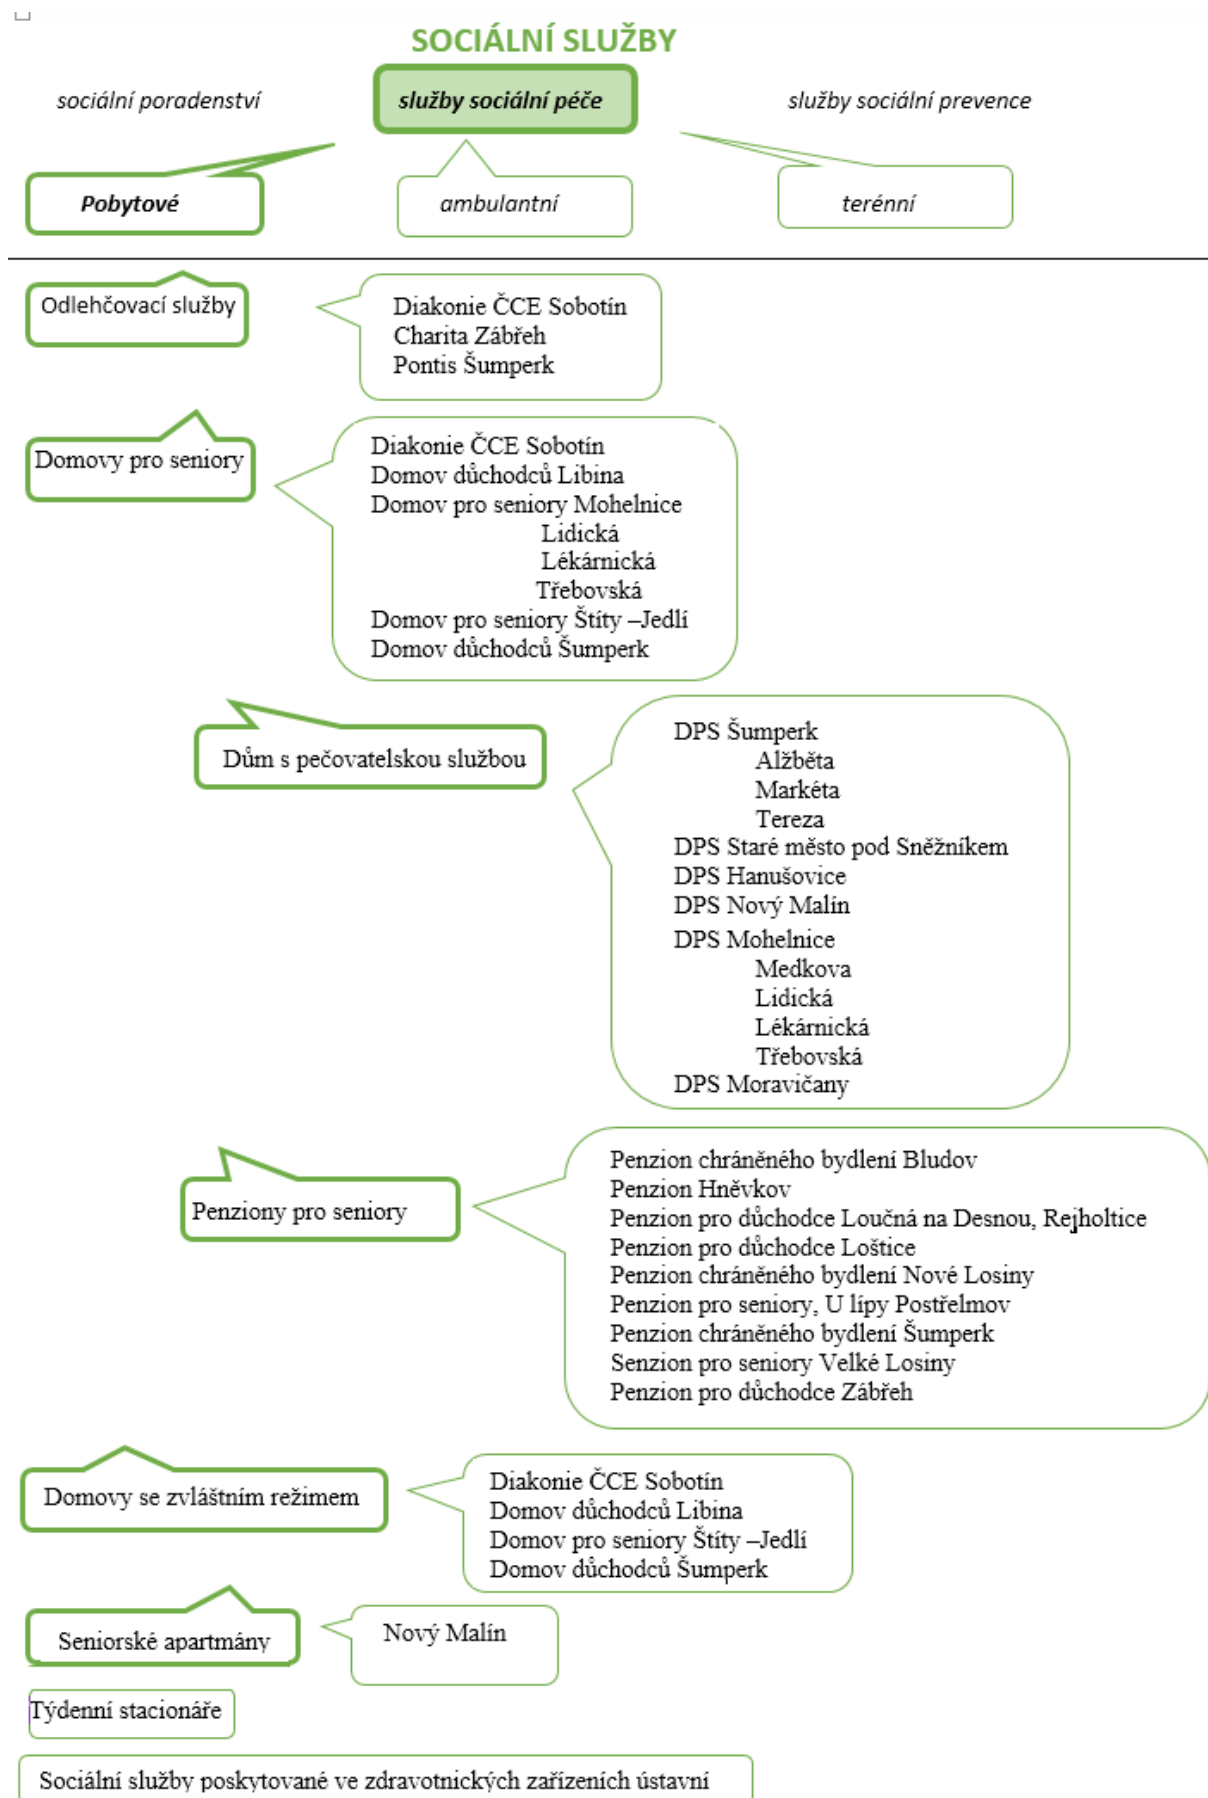 SOCIÁLNÍ SLUŽBY
sociální poradenství
služby sociální péče
služby sociální prevence
Pobytové
ambulantní
terénní
Odlehčovací služby
Diakonie ČCE Sobotín
Charita Zábřeh
Pontis Šumperk
Domovy pro seniory
Diakonie ČCE Sobotín
Domov důchodců Libina
Domov pro seniory Mohelnice
Lidická
Lékárnická
Třebovská
Domov pro seniory Štíty –Jedlí
Domov důchodců Šumperk
Dům s pečovatelskou službou
DPS Šumperk
Alžběta
Markéta
Tereza
DPS Staré město pod Sněžníkem
DPS Hanušovice
DPS Nový Malín
DPS Mohelnice
Medkova
Lidická
Lékárnická
Třebovská
DPS Moravičany
Penziony pro seniory
Penzion chráněného bydlení Bludov
Penzion Hněvkov
Penzion pro důchodce Loučná na Desnou, Rejholtice
Penzion pro důchodce Loštice
Penzion chráněného bydlení Nové Losiny
Penzion pro seniory, U lípy Postřelmov
Penzion chráněného bydlení Šumperk
Senzion pro seniory Velké Losiny
Penzion pro důchodce Zábřeh
Domovy se zvláštním režimem
Diakonie ČCE Sobotín
Domov důchodců Libina
Domov pro seniory Štíty –Jedlí
Domov důchodců Šumperk
Seniorské apartmány
Nový Malín
Týdenní stacionáře
Sociální služby poskytované ve zdravotnických zařízeních ústavní